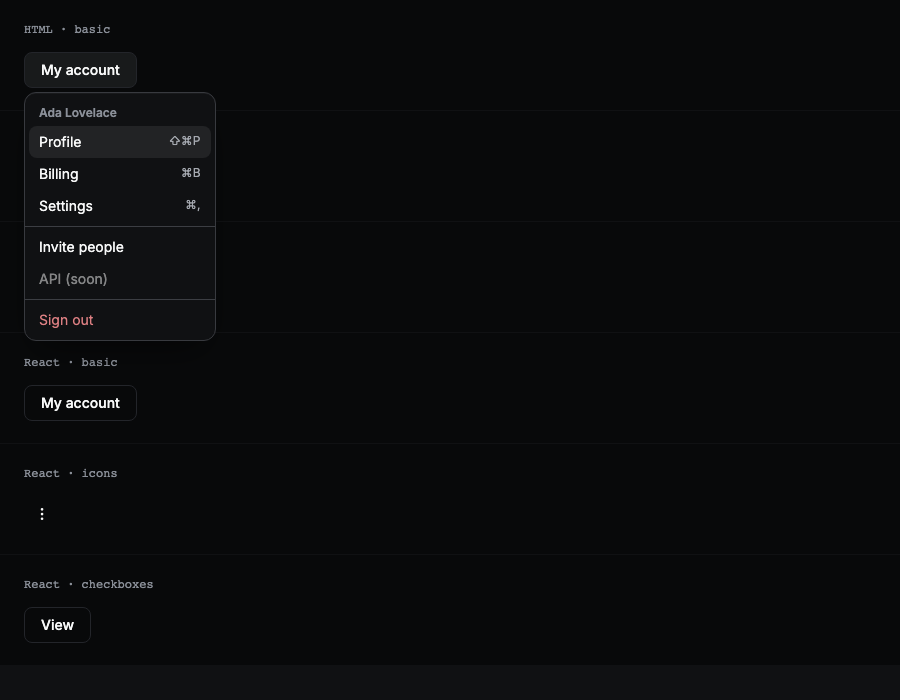 HTML · basic
My account
Ada Lovelace
Profile ⇧⌘P
Billing ⌘B
Settings ⌘,
Invite people
API (soon)
Sign out
React · basic
My account
React · icons
React · checkboxes
View